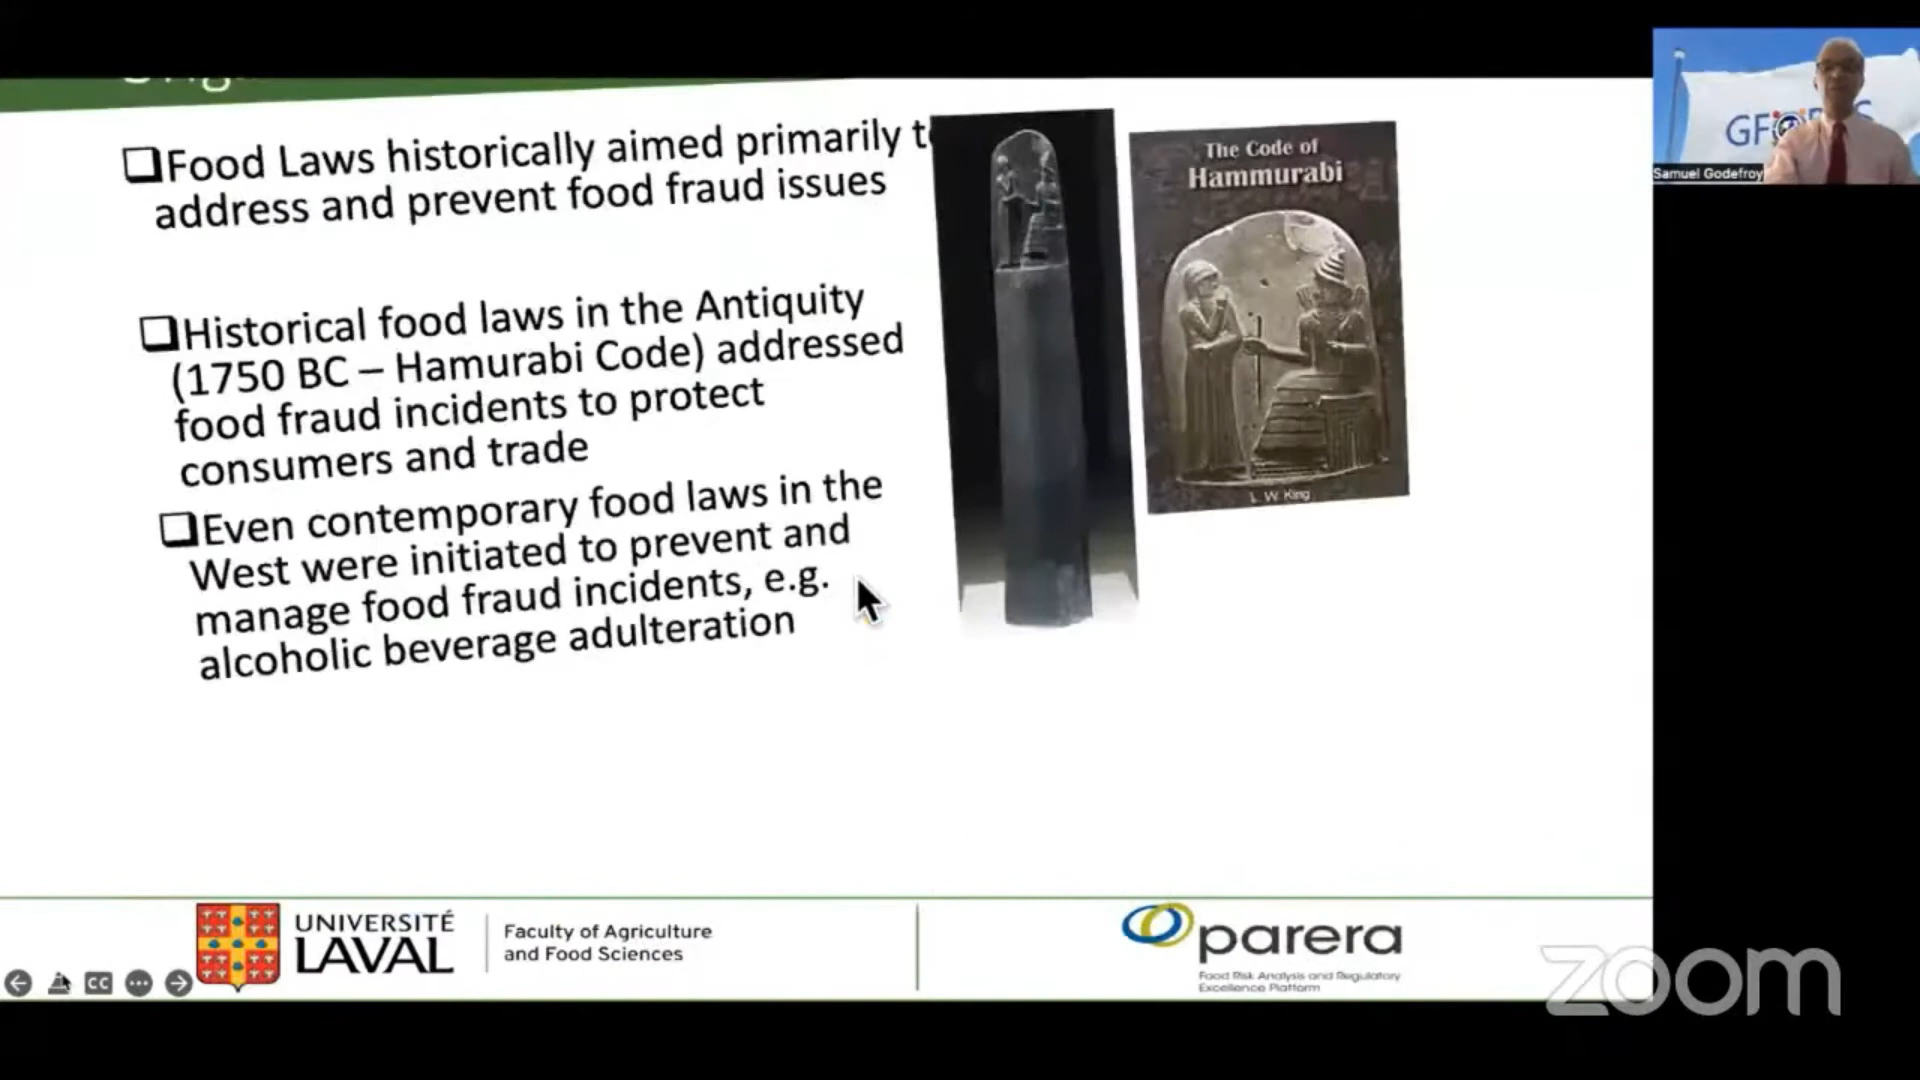 ❑Food Laws historically aimed primarily
address and prevent food fraud issues
❑Historical food laws in the Antiquity
(1750 BC – Hamurabi Code) addressed
food fraud incidents to protect
consumers and trade
❑Even contemporary food laws in the
West were initiated to prevent and
manage food fraud incidents, e.g.
alcoholic beverage adulteration
The Code of
Hammurabi
L. W. King
Samuel Godefroy
UNIVERSITÉ
LAVAL
Faculty of Agriculture
and Food Sciences
parera
Food Risk Analysis and Regulatory
Excellence Platform
CC
zoom